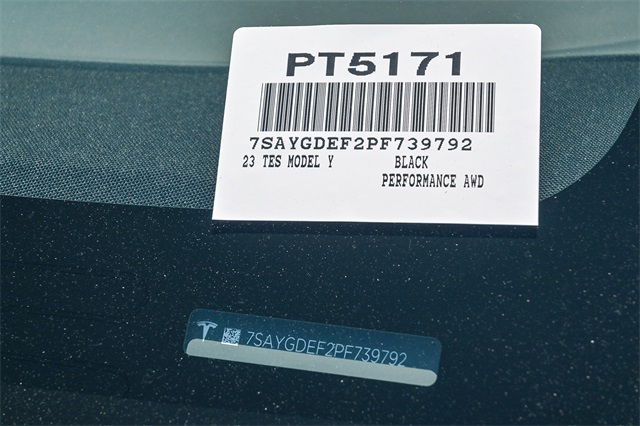 PT5171
7SAYGDEF2PF739792
23 TES MODEL Y BLACK
PERFORMANCE AWD
7SAYGDEF2PF739792